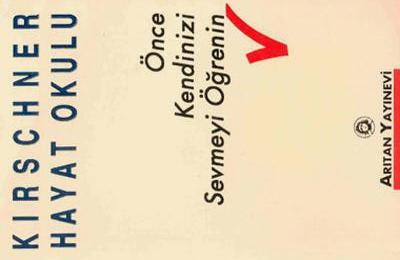 KIRSCHNER
HAYAT OKULU
Önce
Kendinizi
Sevmeyi Öğrenin
ARITAN YAYINEVİ